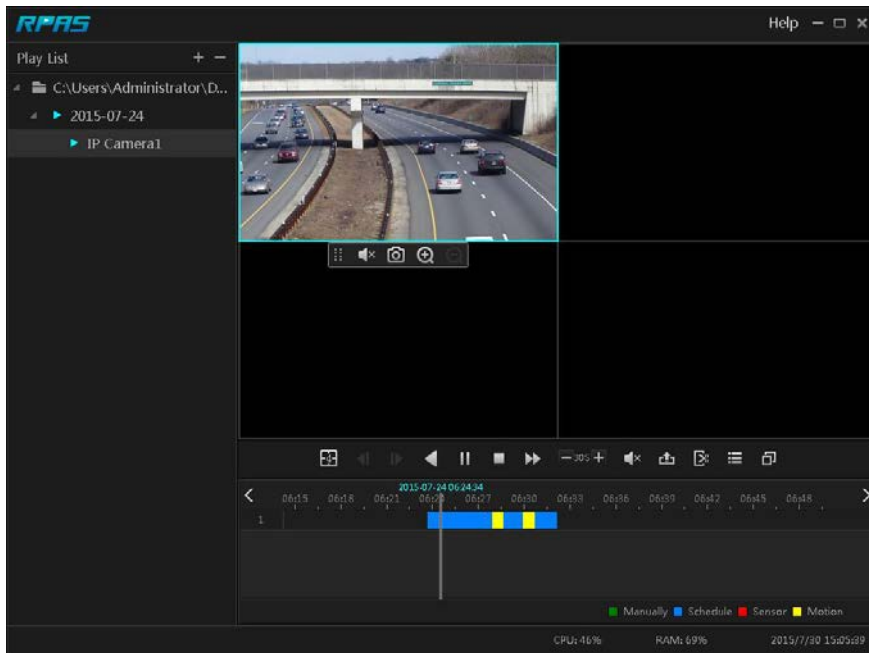 RPAS
Help
Play List + −
C:\Users\Administrator\D...
2015-07-24
IP Camera1
−30S+
2015-07-24 06:24:34
06:15 06:18 06:21 06:24 06:27 06:30 06:33 06:36 06:39 06:42 06:45 06:48
1
Manually Schedule Sensor Motion
CPU: 46% RAM: 69% 2015/7/30 15:05:39